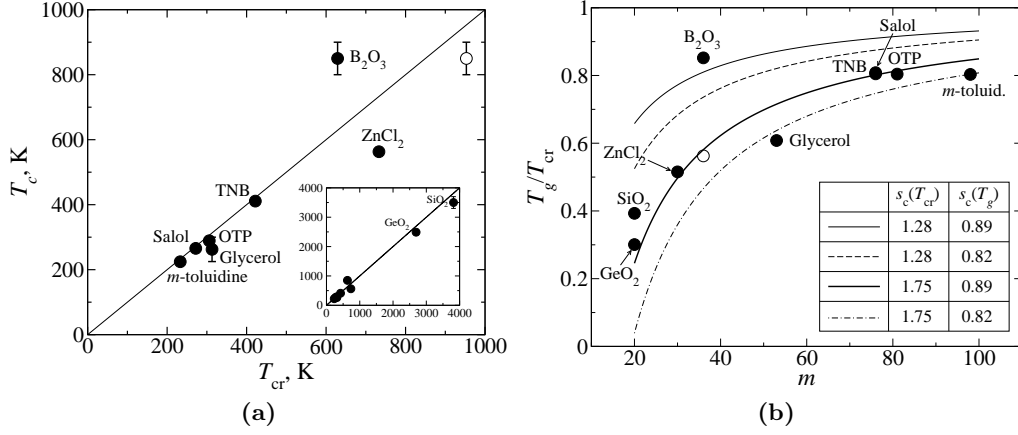 1000
800
600
400
200
0
T_c, K
B₂O₃
ZnCl₂
TNB
Salol
OTP
Glycerol
m-toluidine
4000
3000
2000
1000
0
SiO₂
GeO₂
0 1000 2000 3000 4000
0 200 400 600 800 1000
T_cr, K
(a)
1
0.8
0.6
0.4
0.2
0
T_g/T_cr
B₂O₃
Salol
TNB
OTP
m-toluid.
ZnCl₂
Glycerol
SiO₂
GeO₂
s_c(T_cr) s_c(T_g)
1.28 0.89
1.28 0.82
1.75 0.89
1.75 0.82
20 40 60 80 100
m
(b)